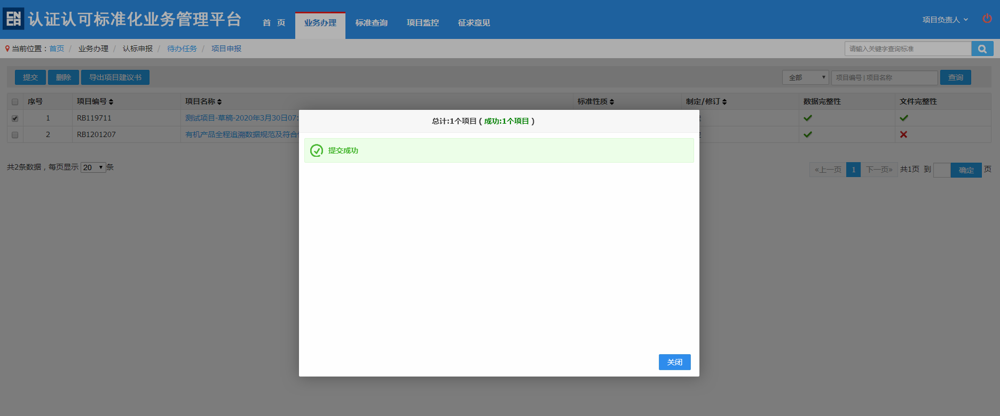 CNCA 认证认可标准化业务管理平台
首 页 业务办理 标准查询 项目监控 征求意见 项目负责人
当前位置：首页 / 业务办理 / 认标申报 / 待办任务 / 项目申报 请输入关键字查询标准
提交 删除 导出项目建议书 全部 项目编号 | 项目名称 查询
序号 项目编号 项目名称 标准性质 制定/修订 数据完整性 文件完整性
1 RB119711 测试项目-草稿-2020年3月30日07:
2 RB1201207 有机产品全程追溯数据规范及符合
总计:1个项目 ( 成功:1个项目 )
提交成功
共2条数据，每页显示 20 条 «上一页 1 下一页» 共1页 到 确定 页
关闭